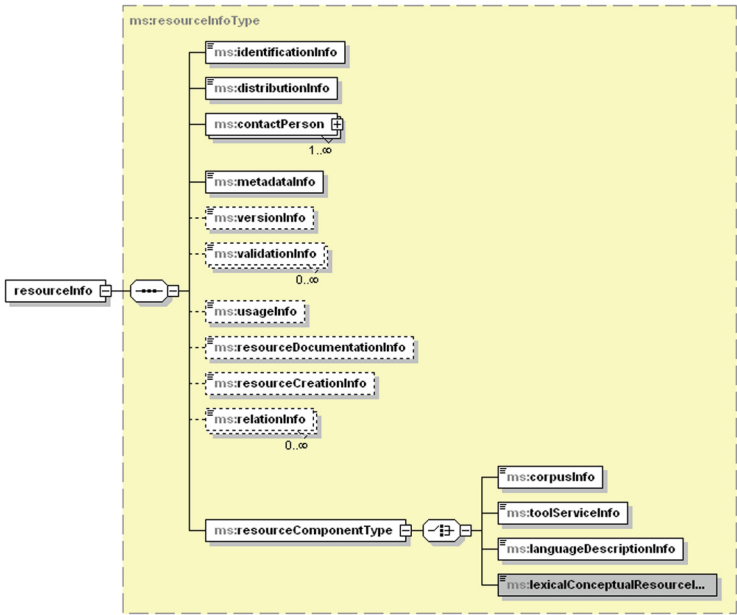 ms:resourceInfoType
ms:identificationInfo
ms:distributionInfo
ms:contactPerson
1..∞
ms:metadataInfo
ms:versionInfo
ms:validationInfo
0..∞
resourceInfo
ms:usageInfo
ms:resourceDocumentationInfo
ms:resourceCreationInfo
ms:relationInfo
0..∞
ms:corpusInfo
ms:toolServiceInfo
ms:resourceComponentType
ms:languageDescriptionInfo
ms:lexicalConceptualResourceI...